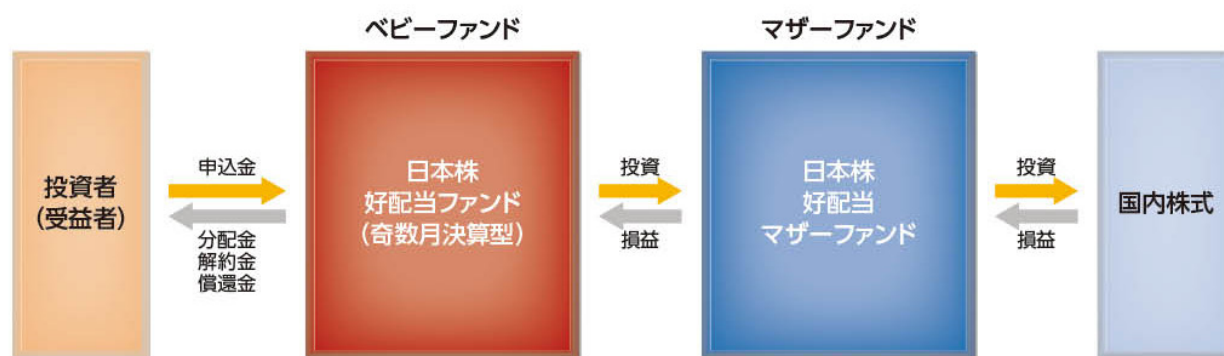 ベビーファンド
マザーファンド
投資者
（受益者）
申込金
分配金
解約金
償還金
日本株
好配当ファンド
（奇数月決算型）
投資
損益
日本株
好配当
マザーファンド
投資
損益
国内株式